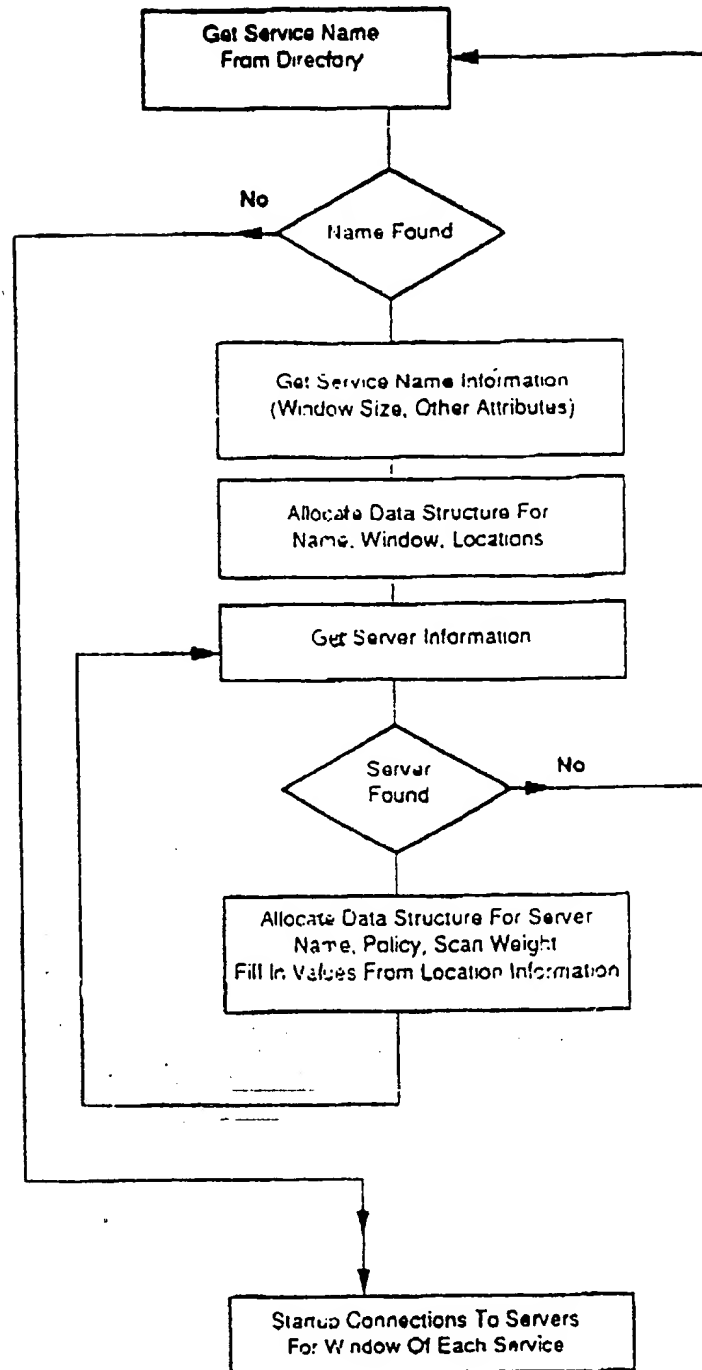 Get Service Name
From Directory
No
Name Found
Get Service Name Information
(Window Size, Other Attributes)
Allocate Data Structure For
Name, Window, Locations
Get Server Information
Server
Found
No
Allocate Data Structure For Server
Name, Policy, Scan Weight
Fill In Values From Location Information
Startup Connections To Servers
For Window Of Each Service